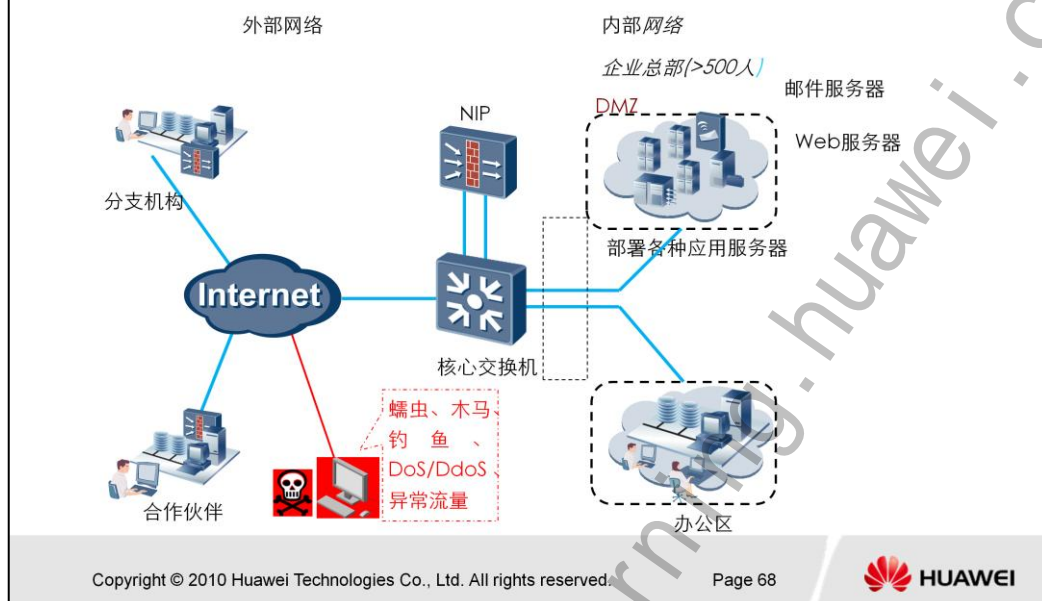 外部网络
内部网络
企业总部(>500人)
DMZ
邮件服务器
Web服务器
NIP
分支机构
部署各种应用服务器
Internet
核心交换机
蠕虫、木马、
钓鱼、
DoS/DdoS、
异常流量
合作伙伴
办公区
Copyright © 2010 Huawei Technologies Co., Ltd. All rights reserved.
Page 68
HUAWEI
rning.huawei.c